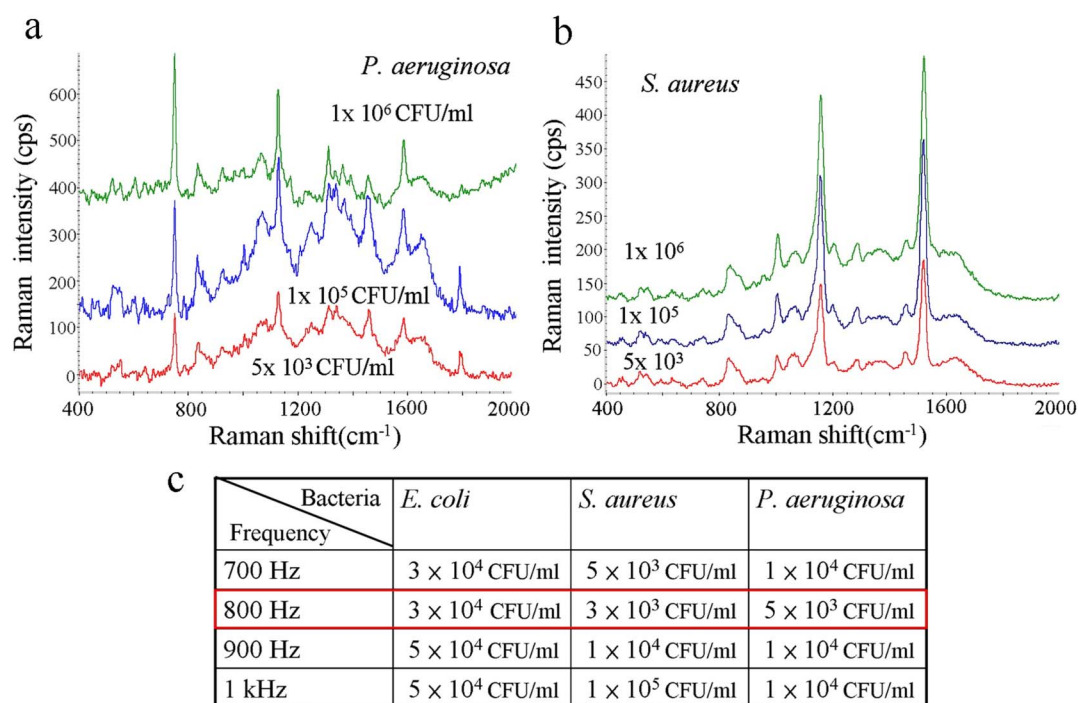 a
P. aeruginosa
1x 10⁶ CFU/ml
1x 10⁵ CFU/ml
5x 10³ CFU/ml
Raman intensity (cps)
600
500
400
300
200
100
0
400 800 1200 1600 2000
Raman shift(cm⁻¹)
b
S. aureus
1x 10⁶
1x 10⁵
5x 10³
Raman intensity (cps)
450
400
350
300
250
200
150
100
50
0
400 800 1200 1600 2000
Raman shift(cm⁻¹)
c
Bacteria E. coli S. aureus P. aeruginosa
Frequency
700 Hz 3 × 10⁴ CFU/ml 5 × 10³ CFU/ml 1 × 10⁴ CFU/ml
800 Hz 3 × 10⁴ CFU/ml 3 × 10³ CFU/ml 5 × 10³ CFU/ml
900 Hz 5 × 10⁴ CFU/ml 1 × 10⁴ CFU/ml 1 × 10⁴ CFU/ml
1 kHz 5 × 10⁴ CFU/ml 1 × 10⁵ CFU/ml 1 × 10⁴ CFU/ml